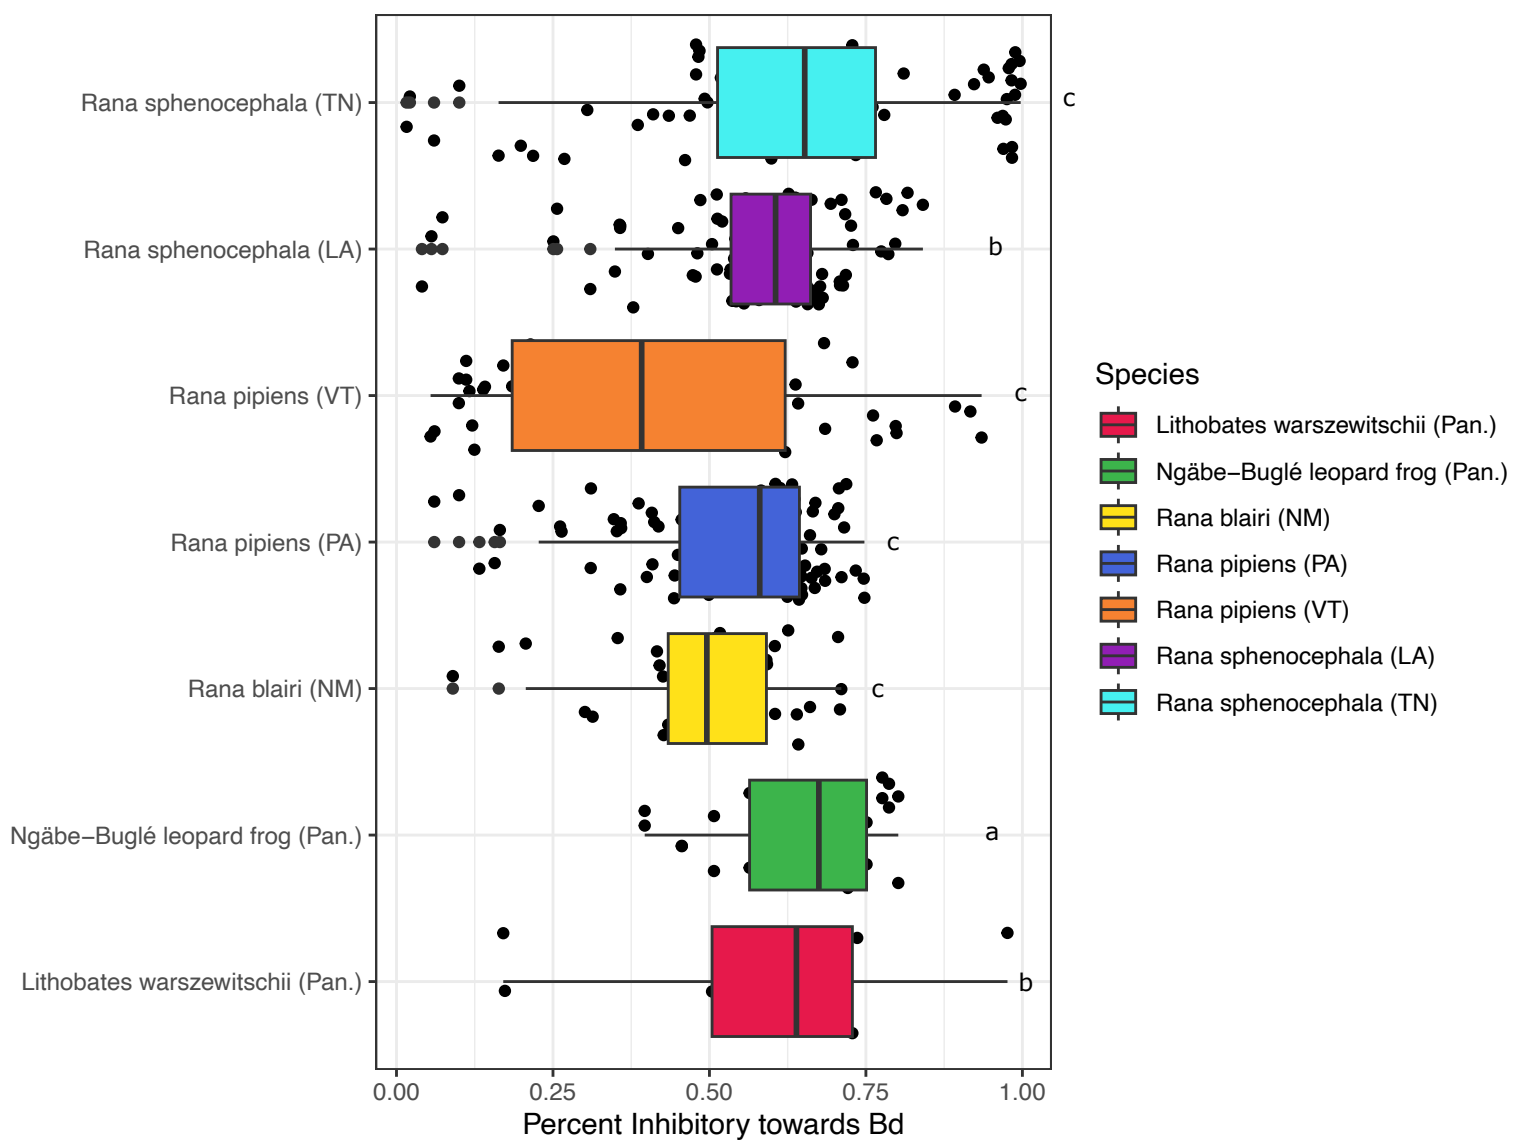 Rana sphenocephala (TN)
c
Rana sphenocephala (LA)
b
Rana pipiens (VT)
c
Rana pipiens (PA)
c
Rana blairi (NM)
c
Ngäbe−Buglé leopard frog (Pan.)
a
Lithobates warszewitschii (Pan.)
b
0.00 0.25 0.50 0.75 1.00
Percent Inhibitory towards Bd
Species
Lithobates warszewitschii (Pan.)
Ngäbe−Buglé leopard frog (Pan.)
Rana blairi (NM)
Rana pipiens (PA)
Rana pipiens (VT)
Rana sphenocephala (LA)
Rana sphenocephala (TN)